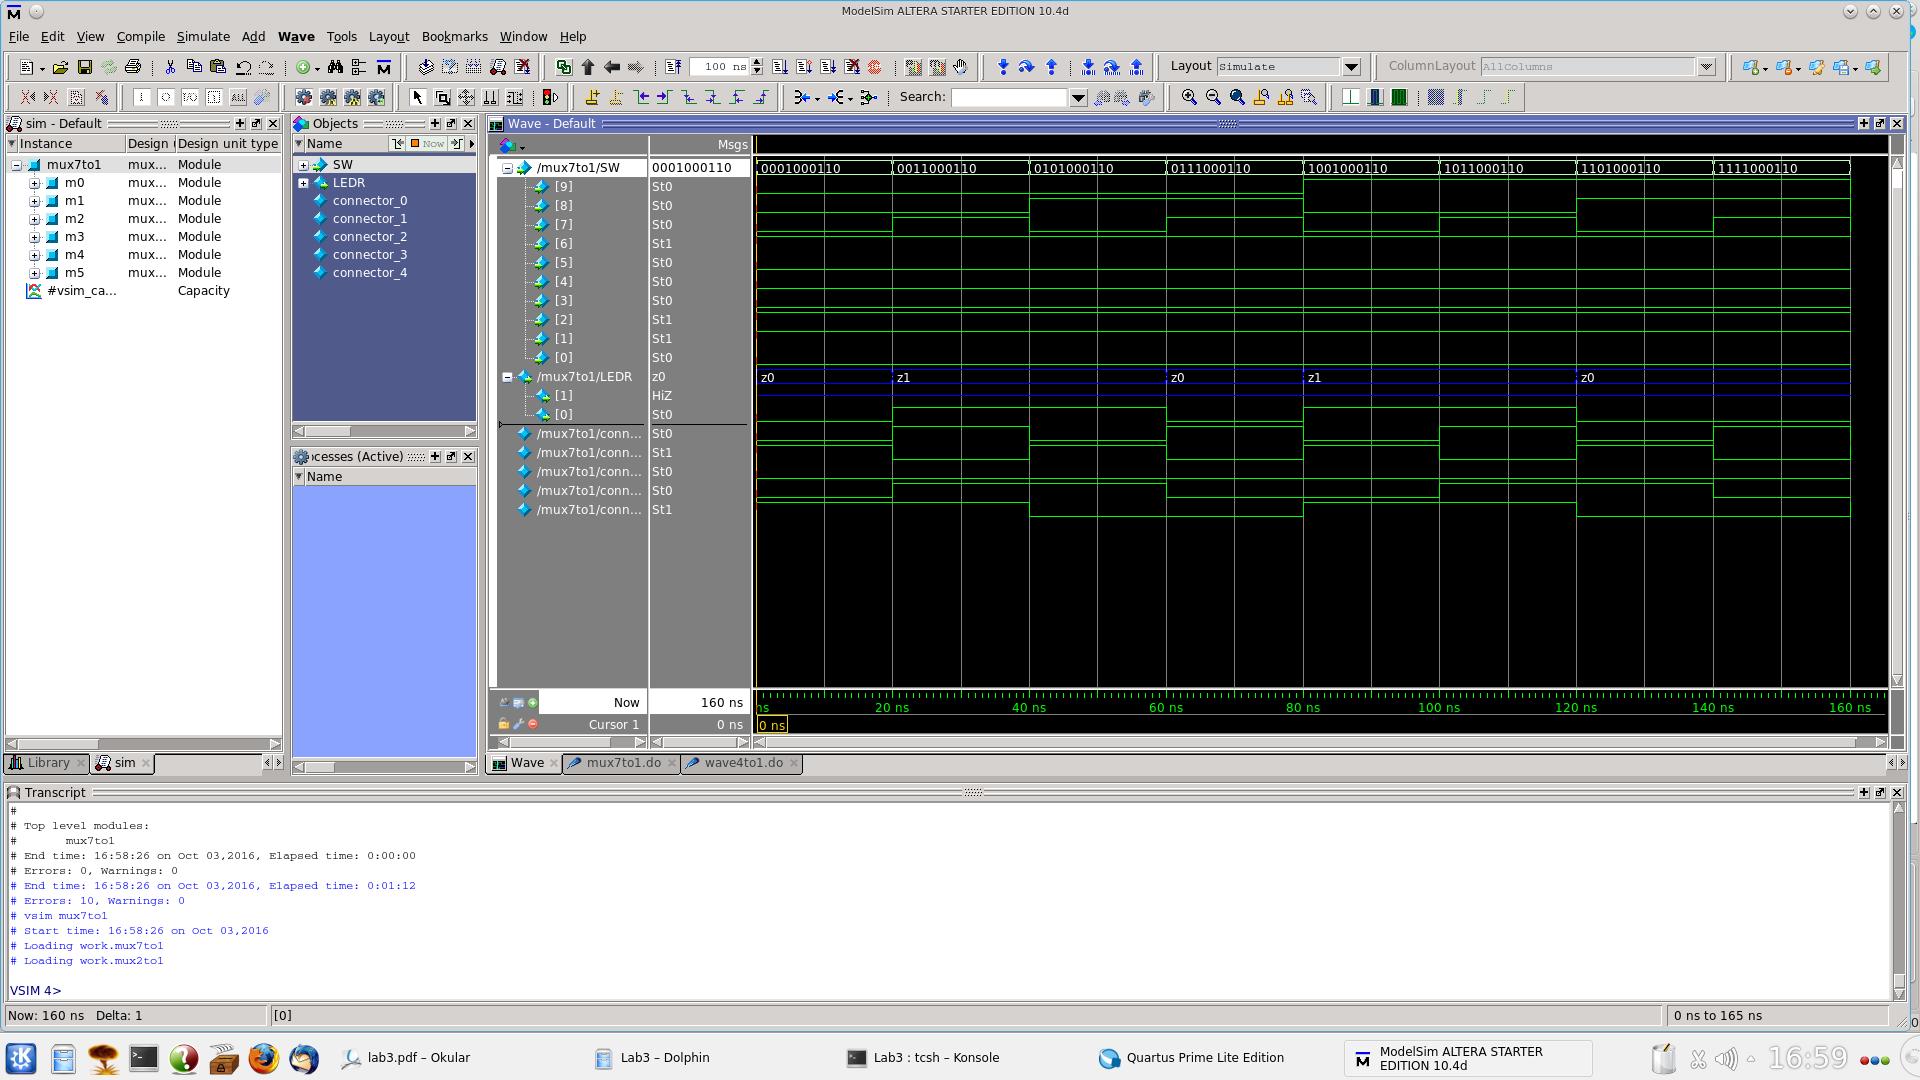 ModelSim ALTERA STARTER EDITION 10.4d
File Edit View Compile Simulate Add Wave Tools Layout Bookmarks Window Help
100 ns
Layout Simulate
ColumnLayout AllColumns
Search:
sim - Default
Instance Design Design unit type
mux7to1 mux... Module
m0 mux... Module
m1 mux... Module
m2 mux... Module
m3 mux... Module
m4 mux... Module
m5 mux... Module
#vsim_ca... Capacity
Library sim
Objects
Name Now
SW
LEDR
connector_0
connector_1
connector_2
connector_3
connector_4
ocesses (Active)
Name
Wave - Default
Msgs
/mux7to1/SW 0001000110 0001000110 0011000110 0101000110 0111000110 1001000110 1011000110 1101000110 1111000110
[9] St0
[8] St0
[7] St0
[6] St1
[5] St0
[4] St0
[3] St0
[2] St1
[1] St1
[0] St0
/mux7to1/LEDR z0 z0 z1 z0 z1 z0
[1] HiZ
[0] St0
/mux7to1/conn... St0
/mux7to1/conn... St1
/mux7to1/conn... St0
/mux7to1/conn... St0
/mux7to1/conn... St1
Now 160 ns ns 20 ns 40 ns 60 ns 80 ns 100 ns 120 ns 140 ns 160 ns
Cursor 1 0 ns 0 ns
Wave mux7to1.do wave4to1.do
Transcript
#
# Top level modules:
# mux7to1
# End time: 16:58:26 on Oct 03,2016, Elapsed time: 0:00:00
# Errors: 0, Warnings: 0
# End time: 16:58:26 on Oct 03,2016, Elapsed time: 0:01:12
# Errors: 10, Warnings: 0
# vsim mux7to1
# Start time: 16:58:26 on Oct 03,2016
# Loading work.mux7to1
# Loading work.mux2to1
VSIM 4>
Now: 160 ns Delta: 1 [0] 0 ns to 165 ns
lab3.pdf – Okular
Lab3 – Dolphin
Lab3 : tcsh – Konsole
Quartus Prime Lite Edition
ModelSim ALTERA STARTER
EDITION 10.4d
16:59